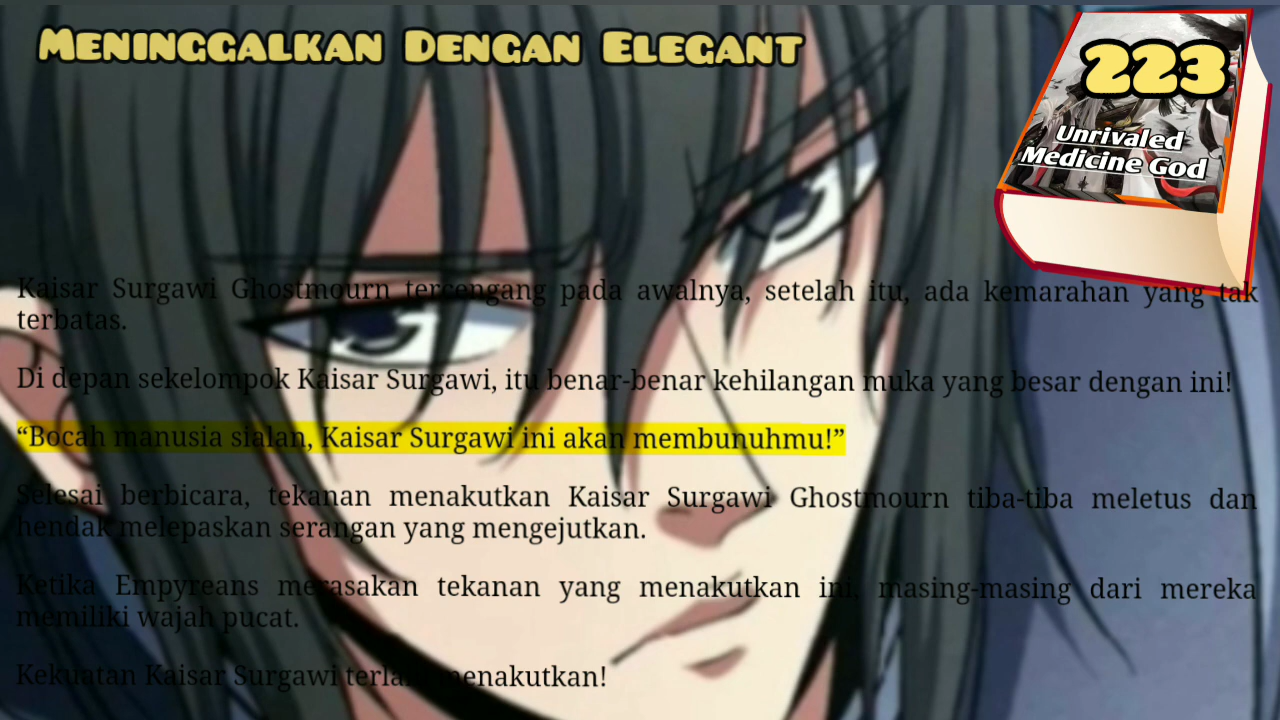 Meninggalkan Dengan Elegant
223
Unrivaled
Medicine God
Kaisar Surgawi Ghostmourn tercengang pada awalnya, setelah itu, ada kemarahan yang tak
terbatas.
Di depan sekelompok Kaisar Surgawi, itu benar-benar kehilangan muka yang besar dengan ini!
“Bocah manusia sialan, Kaisar Surgawi ini akan membunuhmu!”
Selesai berbicara, tekanan menakutkan Kaisar Surgawi Ghostmourn tiba-tiba meletus dan
hendak melepaskan serangan yang mengejutkan.
Ketika Empyreans merasakan tekanan yang menakutkan ini, masing-masing dari mereka
memiliki wajah pucat.
Kekuatan Kaisar Surgawi terlalu menakutkan!